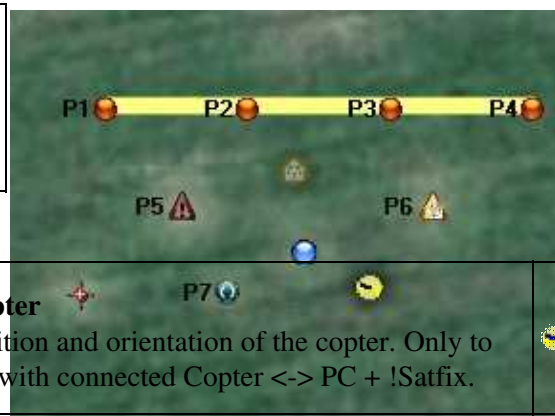 P1 P2 P3 P4
P5 P6
P7
pter
ition and orientation of the copter. Only to
with connected Copter <-> PC + !Satfix.